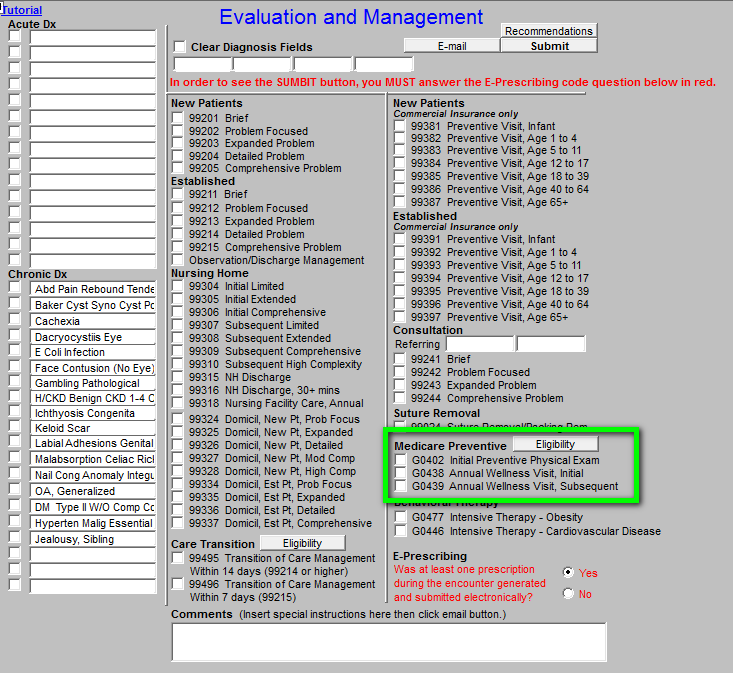 Tutorial
Evaluation and Management
Acute Dx
Recommendations
Clear Diagnosis Fields
E-mail
Submit
In order to see the SUMBIT button, you MUST answer the E-Prescribing code question below in red.
New Patients
99201 Brief
99202 Problem Focused
99203 Expanded Problem
99204 Detailed Problem
99205 Comprehensive Problem
Established
99211 Brief
99212 Problem Focused
99213 Expanded Problem
99214 Detailed Problem
99215 Comprehensive Problem
Observation/Discharge Management
Nursing Home
99304 Initial Limited
99305 Initial Extended
99306 Initial Comprehensive
99307 Subsequent Limited
99308 Subsequent Extended
99309 Subsequent Comprehensive
99310 Subsequent High Complexity
99315 NH Discharge
99316 NH Discharge, 30+ mins
99318 Nursing Facility Care, Annual
99324 Domicil, New Pt, Prob Focus
99325 Domicil, New Pt, Expanded
99326 Domicil, New Pt, Detailed
99327 Domicil, New Pt, Mod Comp
99328 Domicil, New Pt, High Comp
99334 Domicil, Est Pt, Prob Focus
99335 Domicil, Est Pt, Expanded
99336 Domicil, Est Pt, Detailed
99337 Domicil, Est Pt, Comprehensive
Care Transition
Eligibility
99495 Transition of Care Management
Within 14 days (99214 or higher)
99496 Transition of Care Management
Within 7 days (99215)
New Patients
Commercial Insurance only
99381 Preventive Visit, Infant
99382 Preventive Visit, Age 1 to 4
99383 Preventive Visit, Age 5 to 11
99384 Preventive Visit, Age 12 to 17
99385 Preventive Visit, Age 18 to 39
99386 Preventive Visit, Age 40 to 64
99387 Preventive Visit, Age 65+
Established
Commercial Insurance only
99391 Preventive Visit, Infant
99392 Preventive Visit, Age 1 to 4
99393 Preventive Visit, Age 5 to 11
99394 Preventive Visit, Age 12 to 17
99395 Preventive Visit, Age 18 to 39
99396 Preventive Visit, Age 40 to 64
99397 Preventive Visit, Age 65+
Consultation
Referring
99241 Brief
99242 Problem Focused
99243 Expanded Problem
99244 Comprehensive Problem
Suture Removal
Medicare Preventive
Eligibility
G0402 Initial Preventive Physical Exam
G0438 Annual Wellness Visit, Initial
G0439 Annual Wellness Visit, Subsequent
Behavioral Therapy
G0477 Intensive Therapy - Obesity
G0446 Intensive Therapy - Cardiovascular Disease
E-Prescribing
Was at least one prescription
during the encounter generated
and submitted electronically?
Yes
No
Chronic Dx
Abd Pain Rebound Tende
Baker Cyst Syno Cyst Po
Cachexia
Dacryocystiis Eye
E Coli Infection
Face Contusion (No Eye)
Gambling Pathological
H/CKD Benign CKD 1-4 C
Ichthyosis Congenita
Keloid Scar
Labial Adhesions Genital
Malabsorption Celiac Ricl
Nail Cong Anomaly Integu
OA, Generalized
DM Type II W/O Comp Co
Hyperten Malig Essential
Jealousy, Sibling
Comments (Insert special instructions here then click email button.)